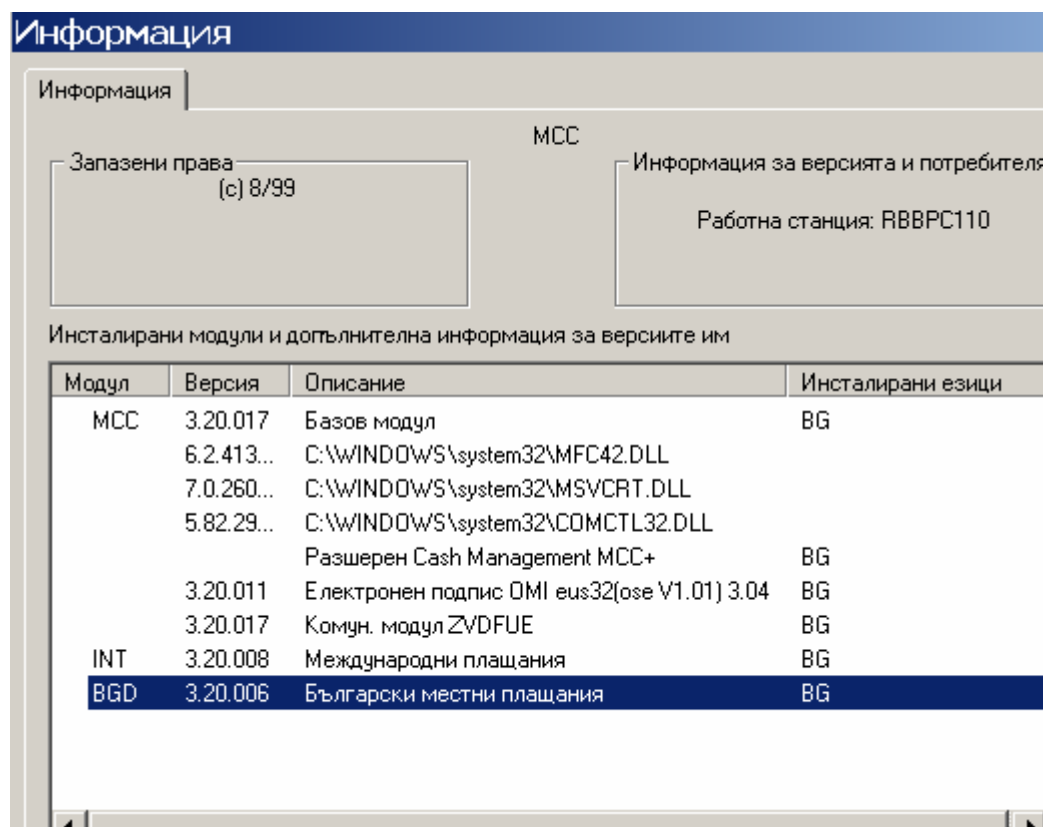 Информация
Информация
MCC
Запазени права
(c) 8/99
Информация за версията и потребителя
Работна станция: RBBPC110
Инсталирани модули и допълнителна информация за версиите им
Модул Версия Описание Инсталирани езици
MCC 3.20.017 Базов модул BG
6.2.413... C:\WINDOWS\system32\MFC42.DLL
7.0.260... C:\WINDOWS\system32\MSVCRT.DLL
5.82.29... C:\WINDOWS\system32\COMCTL32.DLL
Разшерен Cash Management MCC+ BG
3.20.011 Електронен подпис OMI eus32(ose V1.01) 3.04 BG
3.20.017 Комун. модул ZVDFUE BG
INT 3.20.008 Международни плащания BG
BGD 3.20.006 Български местни плащания BG